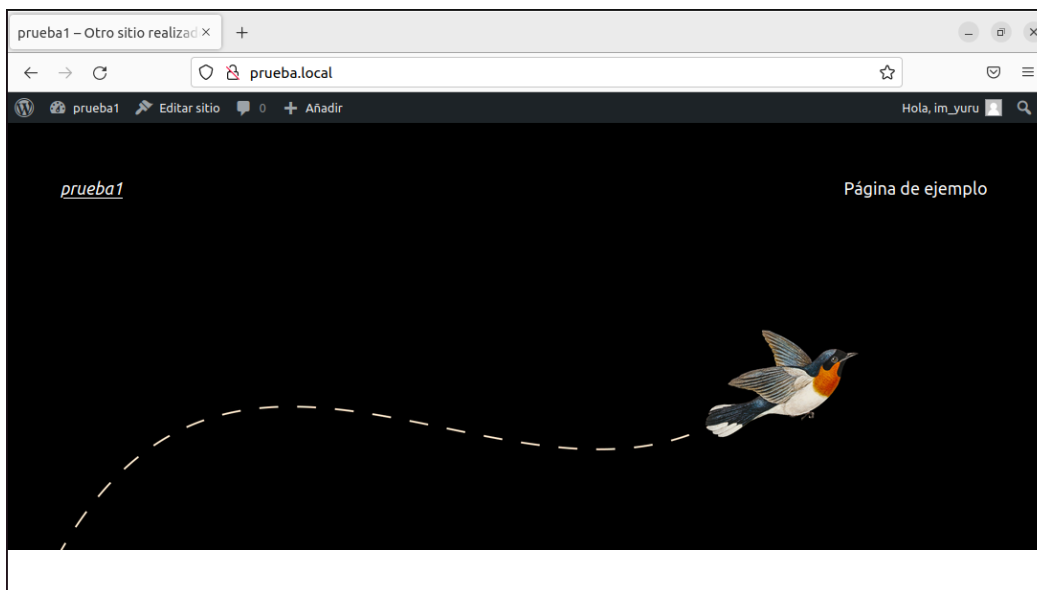 prueba1 – Otro sitio realizad
prueba.local
prueba1 Editar sitio 0 Añadir Hola, im_yuru
prueba1 Página de ejemplo